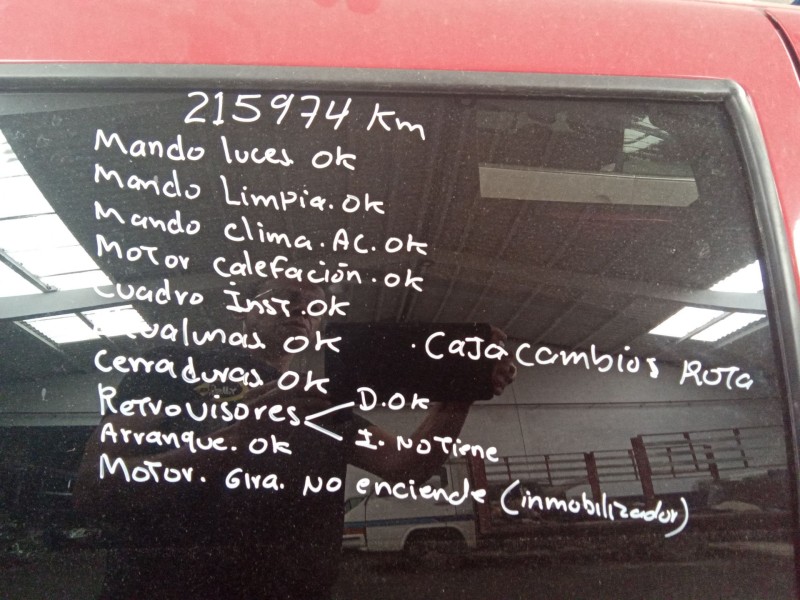 215974 Km
Mando luces OK
Mando Limpia. OK
Mando clima. AC. OK
Motor calefación. OK
Cuadro Inst. OK
OK
Cerraduras OK
. Caja cambios Rota
Retrovisores D. OK
I. No Tiene
Arranque. OK
Motor. Gira. No enciende (inmobilizador)